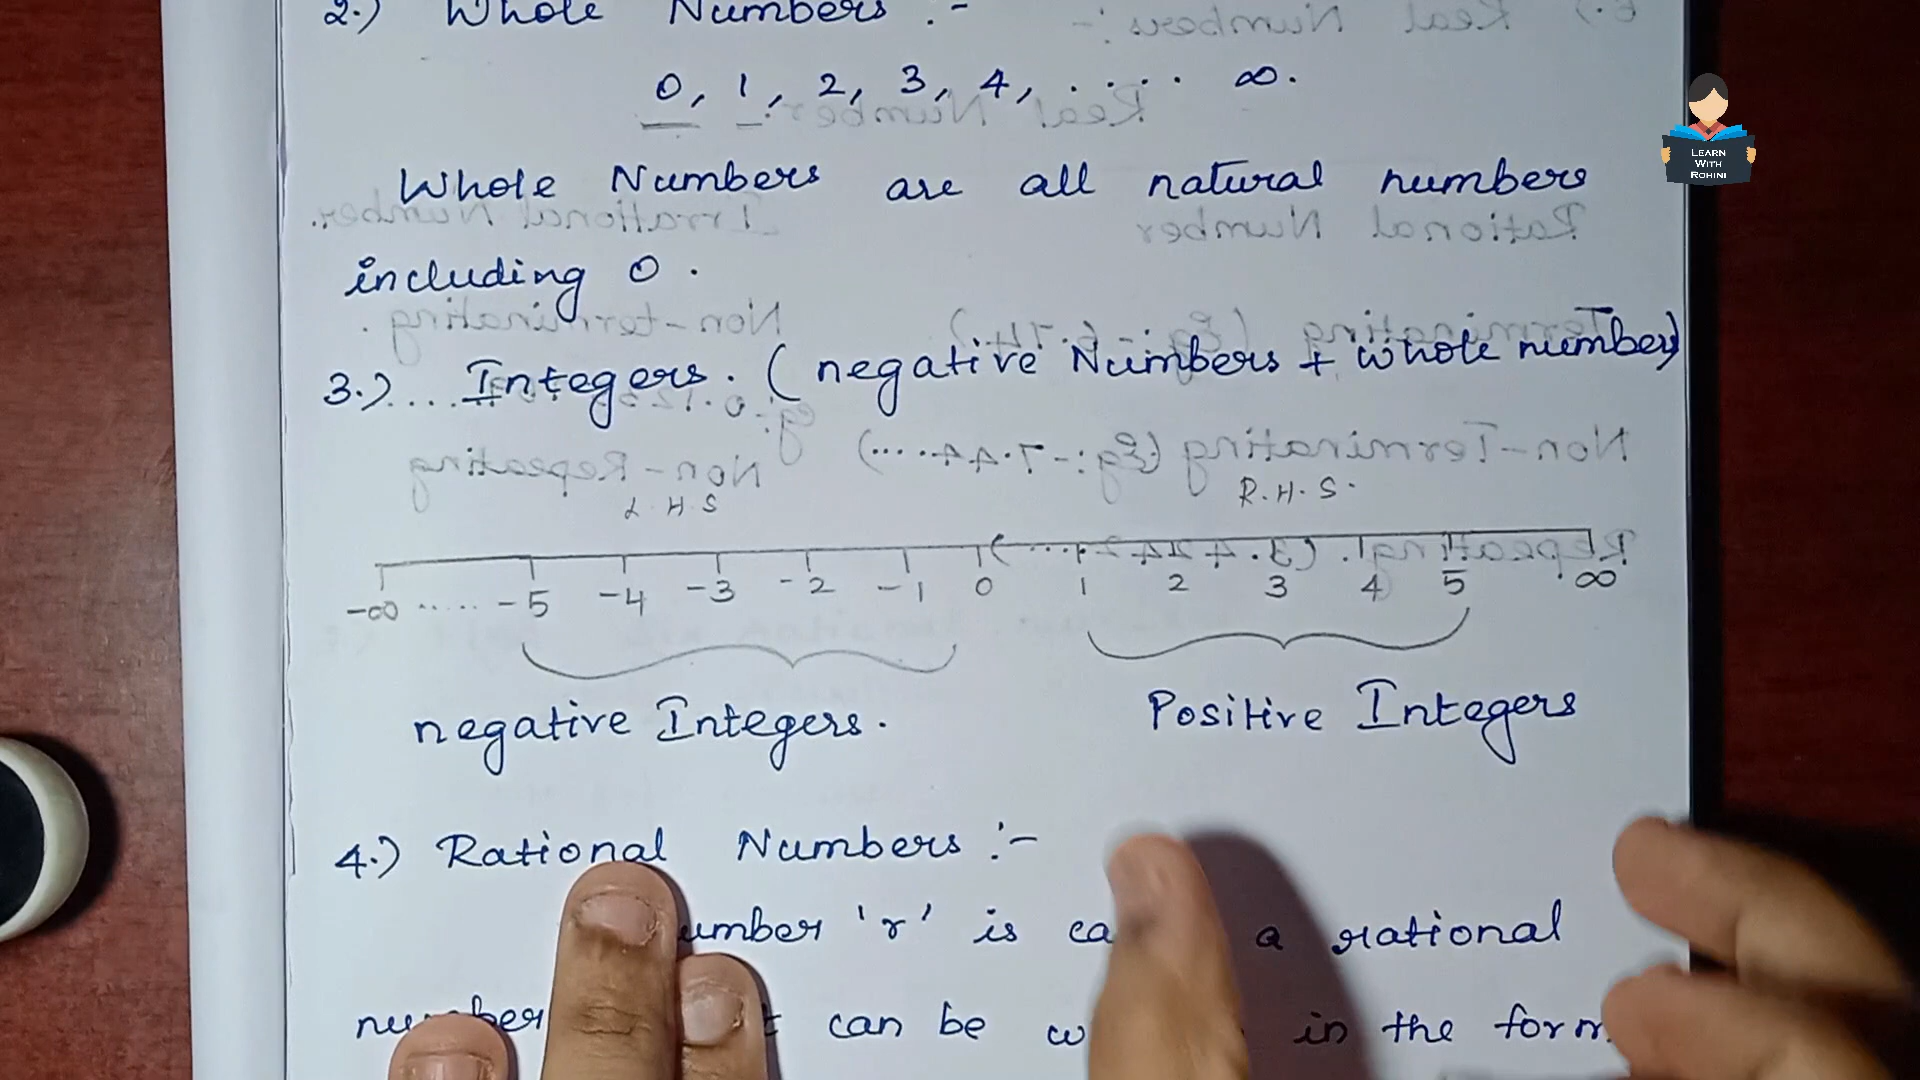 2.) Whole Numbers :-
0, 1, 2, 3, 4, ..... ∞.
Whole Numbers are all natural numbers
including 0.
3.) Integers. (negative Numbers + whole number)
L.H.S R.H.S.
-∞ ..... -5 -4 -3 -2 -1 0 1 2 3 4 5 ∞
negative Integers. Positive Integers
4.) Rational Numbers :-
'r' is a rational
can be in the form
LEARN
WITH
ROHINI